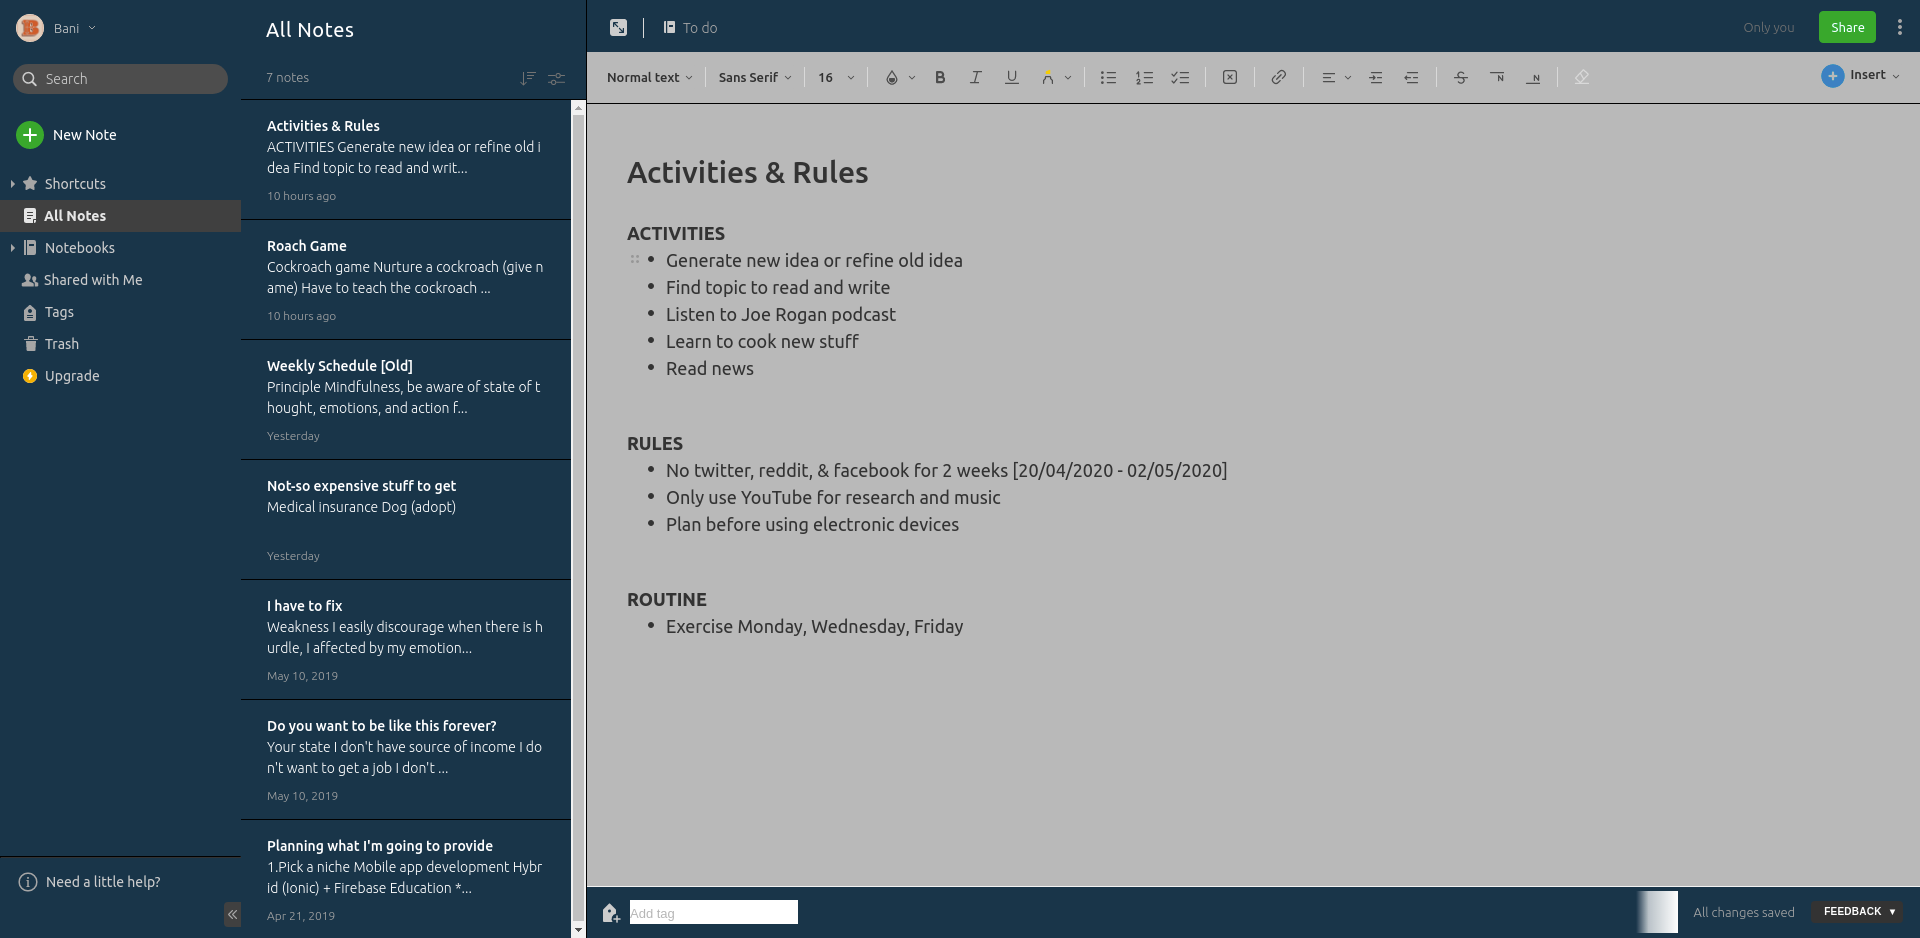 Bani
Search
New Note
Shortcuts
All Notes
Notebooks
Shared with Me
Tags
Trash
Upgrade
Need a little help?
All Notes
7 notes
Activities & Rules
ACTIVITIES Generate new idea or refine old i
dea Find topic to read and writ...
10 hours ago
Roach Game
Cockroach game Nurture a cockroach (give n
ame) Have to teach the cockroach ...
10 hours ago
Weekly Schedule [Old]
Principle Mindfulness, be aware of state of t
hought, emotions, and action f...
Yesterday
Not-so expensive stuff to get
Medical insurance Dog (adopt)
Yesterday
I have to fix
Weakness I easily discourage when there is h
urdle, I affected by my emotion...
May 10, 2019
Do you want to be like this forever?
Your state I don't have source of income I do
n't want to get a job I don't ...
May 10, 2019
Planning what I'm going to provide
1.Pick a niche Mobile app development Hybr
id (Ionic) + Firebase Education *...
Apr 21, 2019
To do
Only you
Share
Normal text Sans Serif 16 B I U Insert
Activities & Rules
ACTIVITIES
• Generate new idea or refine old idea
• Find topic to read and write
• Listen to Joe Rogan podcast
• Learn to cook new stuff
• Read news
RULES
• No twitter, reddit, & facebook for 2 weeks [20/04/2020 - 02/05/2020]
• Only use YouTube for research and music
• Plan before using electronic devices
ROUTINE
• Exercise Monday, Wednesday, Friday
Add tag
All changes saved
FEEDBACK